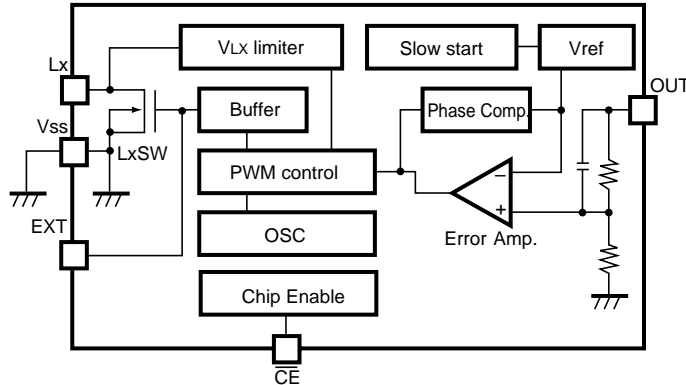 Lx
VLX limiter
Slow start
Vref
OUT
Buffer
Phase Comp.
Vss
LxSW
PWM control
−
+
Error Amp.
EXT
OSC
Chip Enable
CE